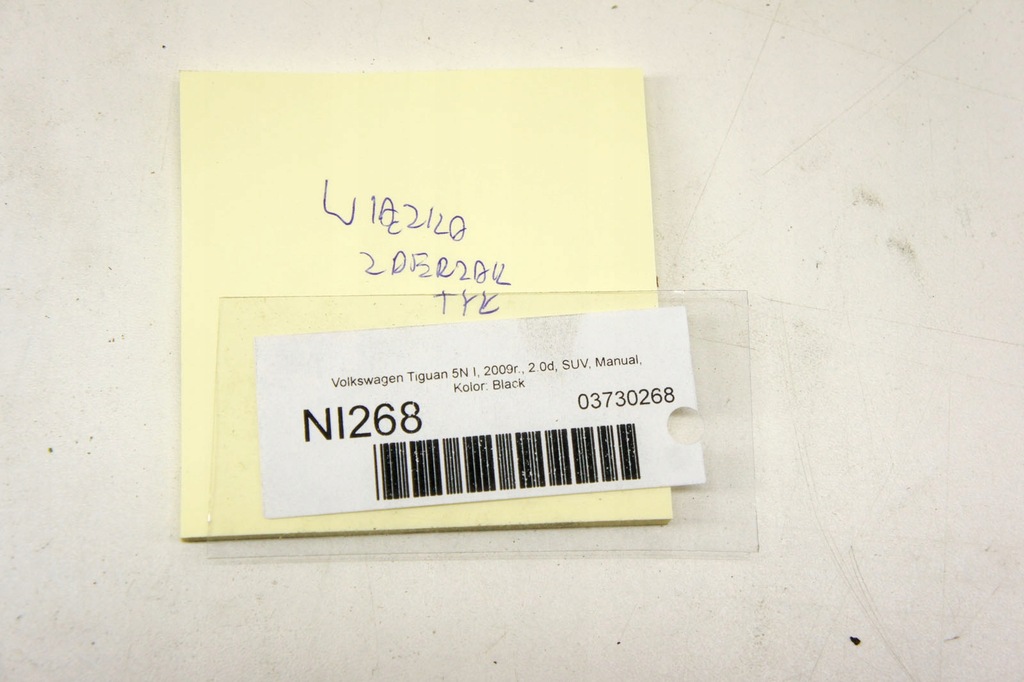 WIĄZKA
ZDERZAK
TYŁ
Volkswagen Tiguan 5N I, 2009r., 2.0d, SUV, Manual,
Kolor: Black
NI268
03730268